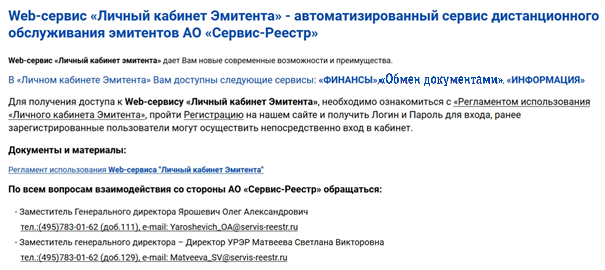 Web-сервис «Личный кабинет Эмитента» - автоматизированный сервис дистанционного
обслуживания эмитентов АО «Сервис-Реестр»
Web-сервис «Личный кабинет эмитента» дает Вам новые современные возможности и преимущества.
В «Личном кабинете Эмитента» Вам доступны следующие сервисы: «ФИНАНСЫ»,«Обмен документами», «ИНФОРМАЦИЯ»
Для получения доступа к Web-сервису «Личный кабинет Эмитента», необходимо ознакомиться с «Регламентом использования
«Личного кабинета Эмитента», пройти Регистрацию на нашем сайте и получить Логин и Пароль для входа, ранее
зарегистрированные пользователи могут осуществить непосредственно вход в кабинет.
Документы и материалы:
Регламент использования Web-сервиса "Личный кабинет Эмитента"
По всем вопросам взаимодействия со стороны АО «Сервис-Реестр» обращаться:
- Заместитель Генерального директора Ярошевич Олег Александрович
тел.:(495)783-01-62 (доб.111), e-mail: Yaroshevich_OA@servis-reestr.ru
- Заместитель генерального директора – Директор УРЭР Матвеева Светлана Викторовна
тел.:(495)783-01-62 (доб.129), e-mail: Matveeva_SV@servis-reestr.ru